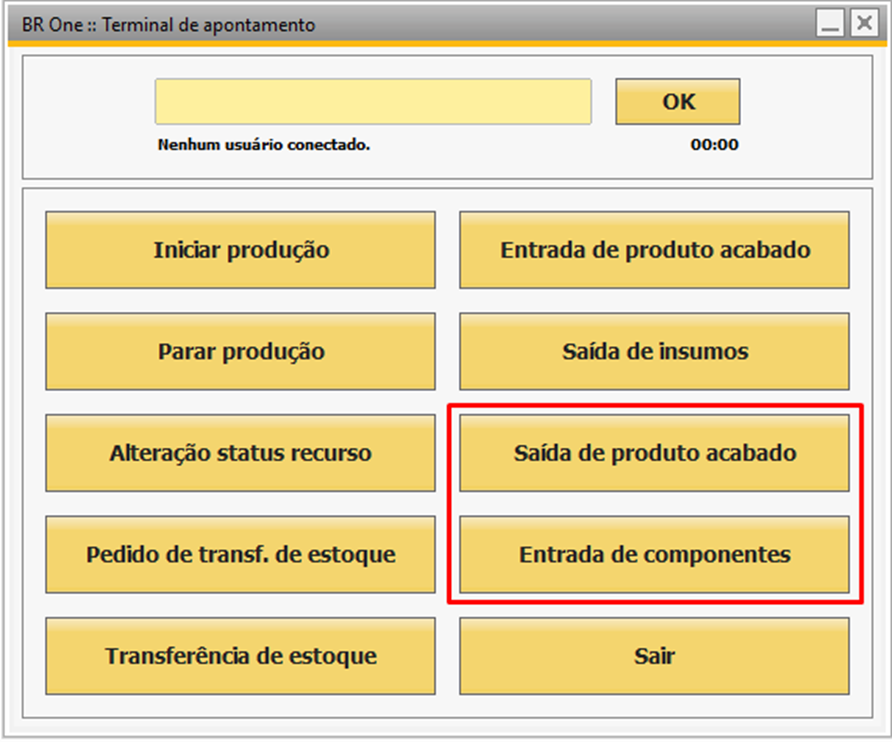 BR One :: Terminal de apontamento
OK
Nenhum usuário conectado.
00:00
Iniciar produção
Entrada de produto acabado
Parar produção
Saída de insumos
Alteração status recurso
Saída de produto acabado
Pedido de transf. de estoque
Entrada de componentes
Transferência de estoque
Sair